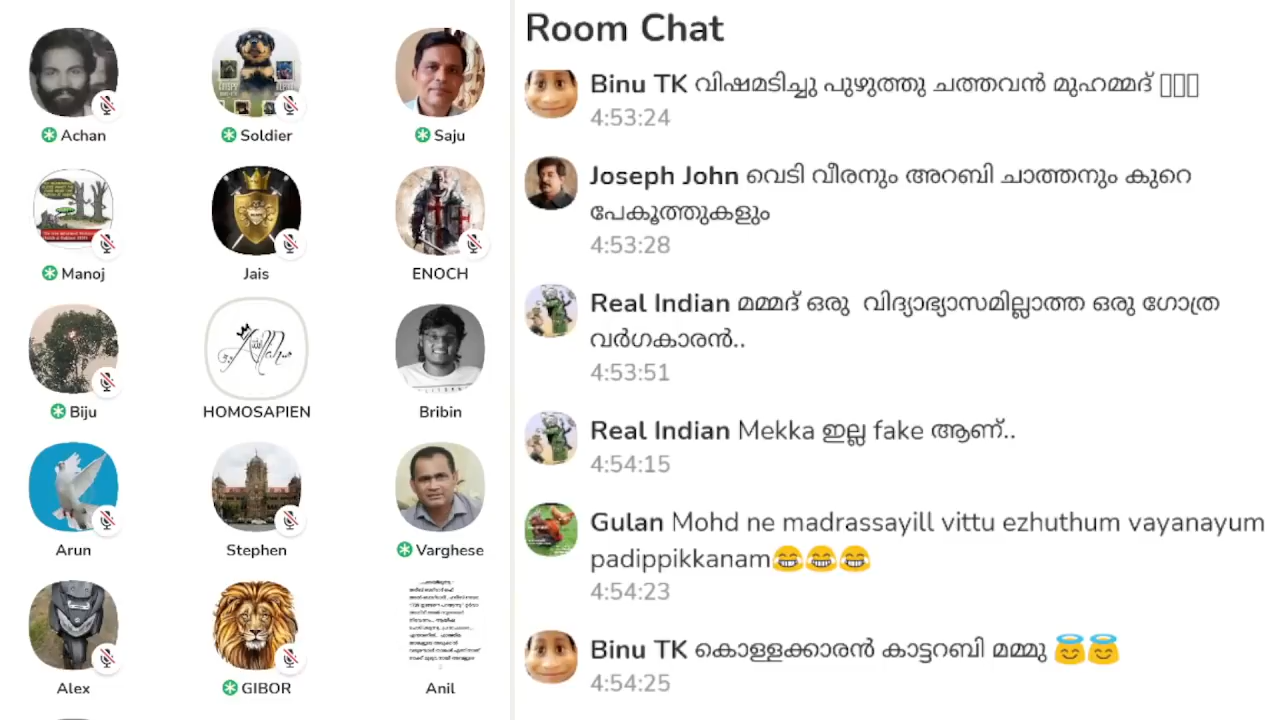 Achan
Soldier
Saju
Manoj
Jais
ENOCH
Biju
HOMOSAPIEN
Bribin
Arun
Stephen
Varghese
Alex
GIBOR
Anil
Room Chat
Binu TK വിഷമടിച്ചു പുഴുത്തു ചത്തവൻ മുഹമ്മദ്
4:53:24
Joseph John വെടി വീരനും അറബി ചാത്തനും കുറെ
പേകൂത്തുകളും
4:53:28
Real Indian മമ്മദ് ഒരു വിദ്യാഭ്യാസമില്ലാത്ത ഒരു ഗോത്ര
വർഗകാരൻ..
4:53:51
Real Indian Mekka ഇല്ല fake ആണ്..
4:54:15
Gulan Mohd ne madrassayill vittu ezhuthum vayanayum
padippikkanam😂😂😂
4:54:23
Binu TK കൊള്ളക്കാരൻ കാട്ടറബി മമ്മു 😇😇
4:54:25